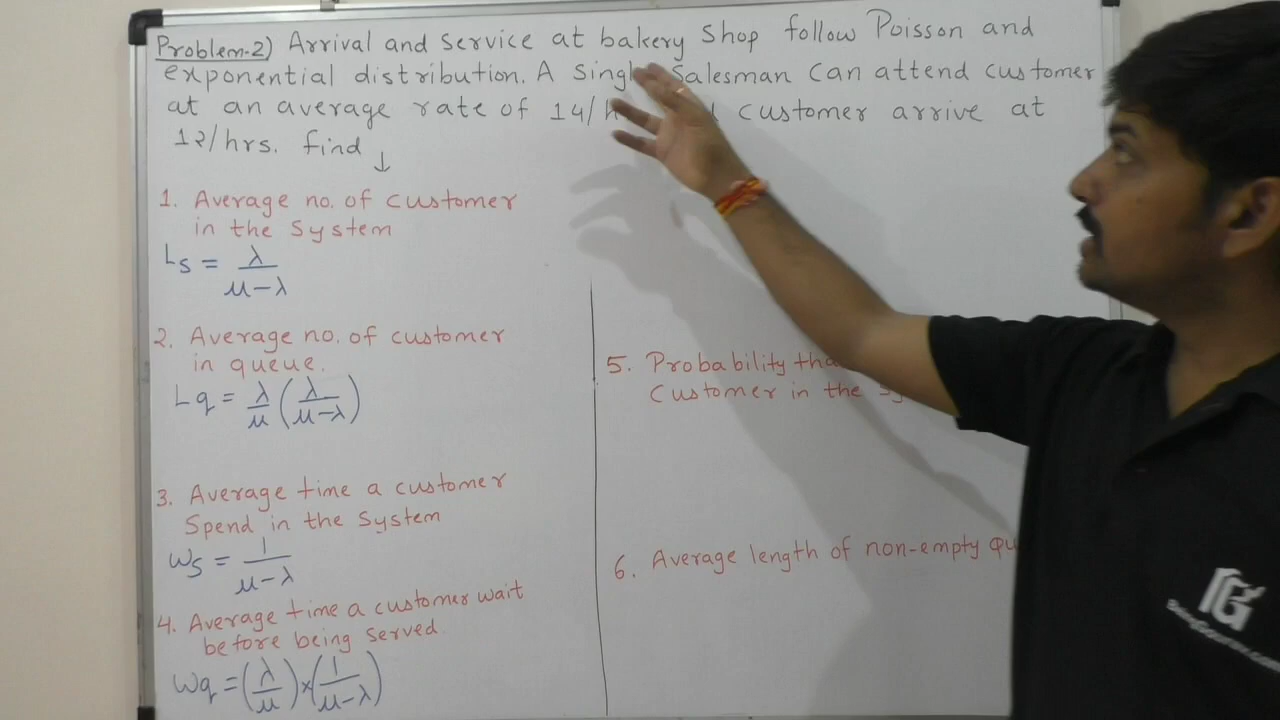 Problem-2) Arrival and service at bakery Shop follow Poisson and
exponential distribution. A Salesman Can attend customer
at an average rate of 14/ customer arrive at
12/hrs. find ↓
1. Average no. of customer
in the system
Ls = λ/(μ-λ)
2. Average no. of customer
in queue.
Lq = λ/μ (λ/(μ-λ))
3. Average time a customer
Spend in the system
Ws = 1/(μ-λ)
4. Average time a customer wait
before being served
Wq = (λ/μ)×(1/(μ-λ))
5. Probability
Customer in the
6. Average length of non-empty